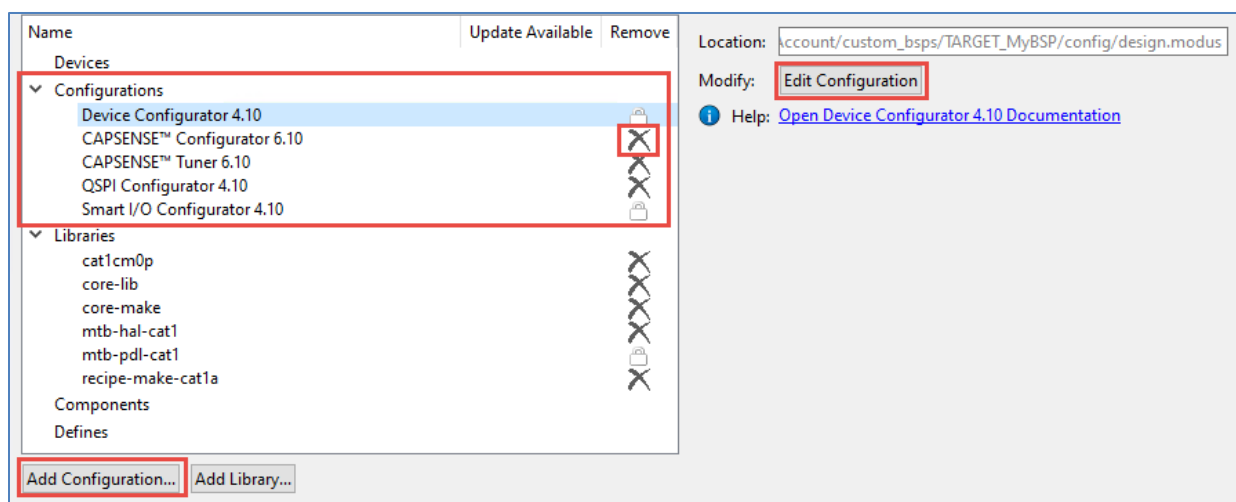 Name Update Available Remove
Devices
Configurations
Device Configurator 4.10
CAPSENSE™ Configurator 6.10
CAPSENSE™ Tuner 6.10
QSPI Configurator 4.10
Smart I/O Configurator 4.10
Libraries
cat1cm0p
core-lib
core-make
mtb-hal-cat1
mtb-pdl-cat1
recipe-make-cat1a
Components
Defines
Add Configuration... Add Library...
Location: Account/custom_bsps/TARGET_MyBSP/config/design.modus
Modify: Edit Configuration
Help: Open Device Configurator 4.10 Documentation